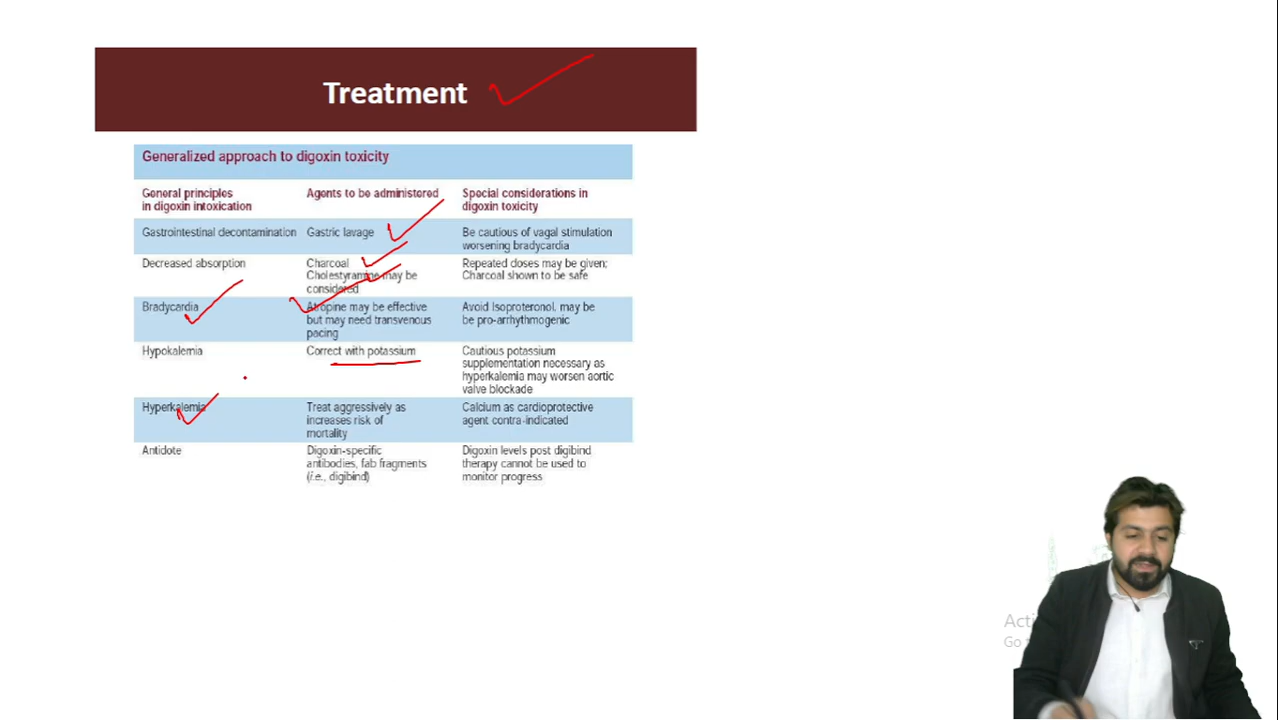 Treatment
Generalized approach to digoxin toxicity
General principles
in digoxin intoxication
Agents to be administered
Special considerations in
digoxin toxicity
Gastrointestinal decontamination
Gastric lavage
Be cautious of vagal stimulation
worsening bradycardia
Decreased absorption
Charcoal
Cholestyramine may be
considered
Repeated doses may be given;
Charcoal shown to be safe
Bradycardia
Atropine may be effective
but may need transvenous
pacing
Avoid Isoproteronol, may be
be pro-arrhythmogenic
Hypokalemia
Correct with potassium
Cautious potassium
supplementation necessary as
hyperkalemia may worsen aortic
valve blockade
Hyperkalemia
Treat aggressively as
increases risk of
mortality
Calcium as cardioprotective
agent contra-indicated
Antidote
Digoxin-specific
antibodies, fab fragments
(i.e., digibind)
Digoxin levels post digibind
therapy cannot be used to
monitor progress
Go